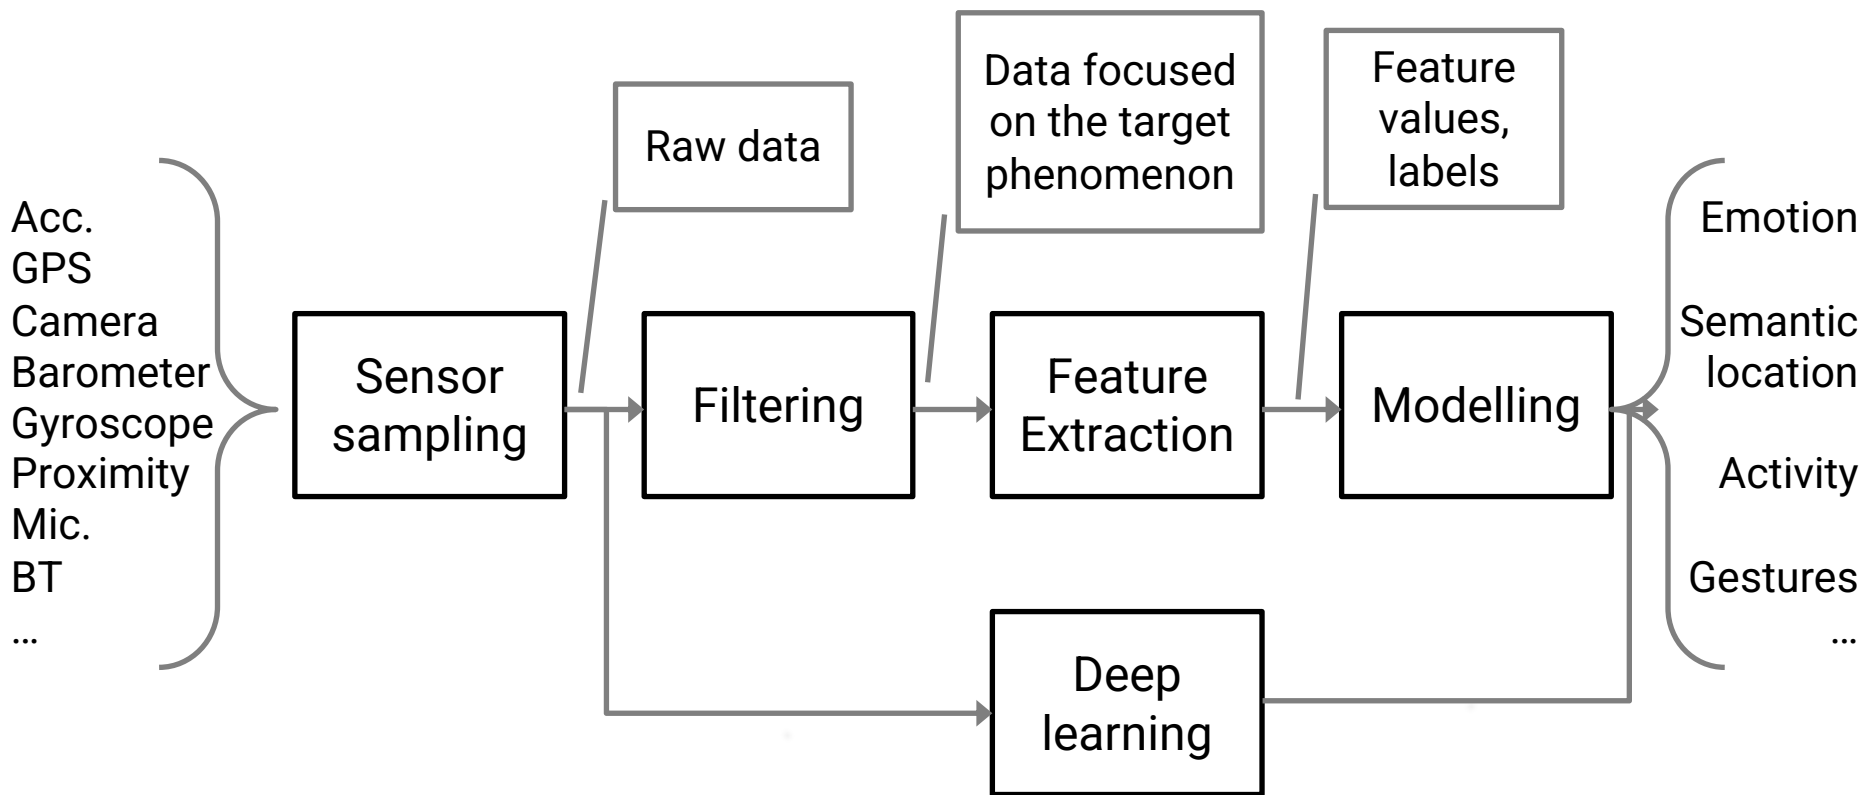 Acc.
GPS
Camera
Barometer
Gyroscope
Proximity
Mic.
BT
...
Sensor
sampling
Raw data
Filtering
Data focused
on the target
phenomenon
Feature
Extraction
Feature
values,
labels
Modelling
Deep
learning
Emotion
Semantic
location
Activity
Gestures
...